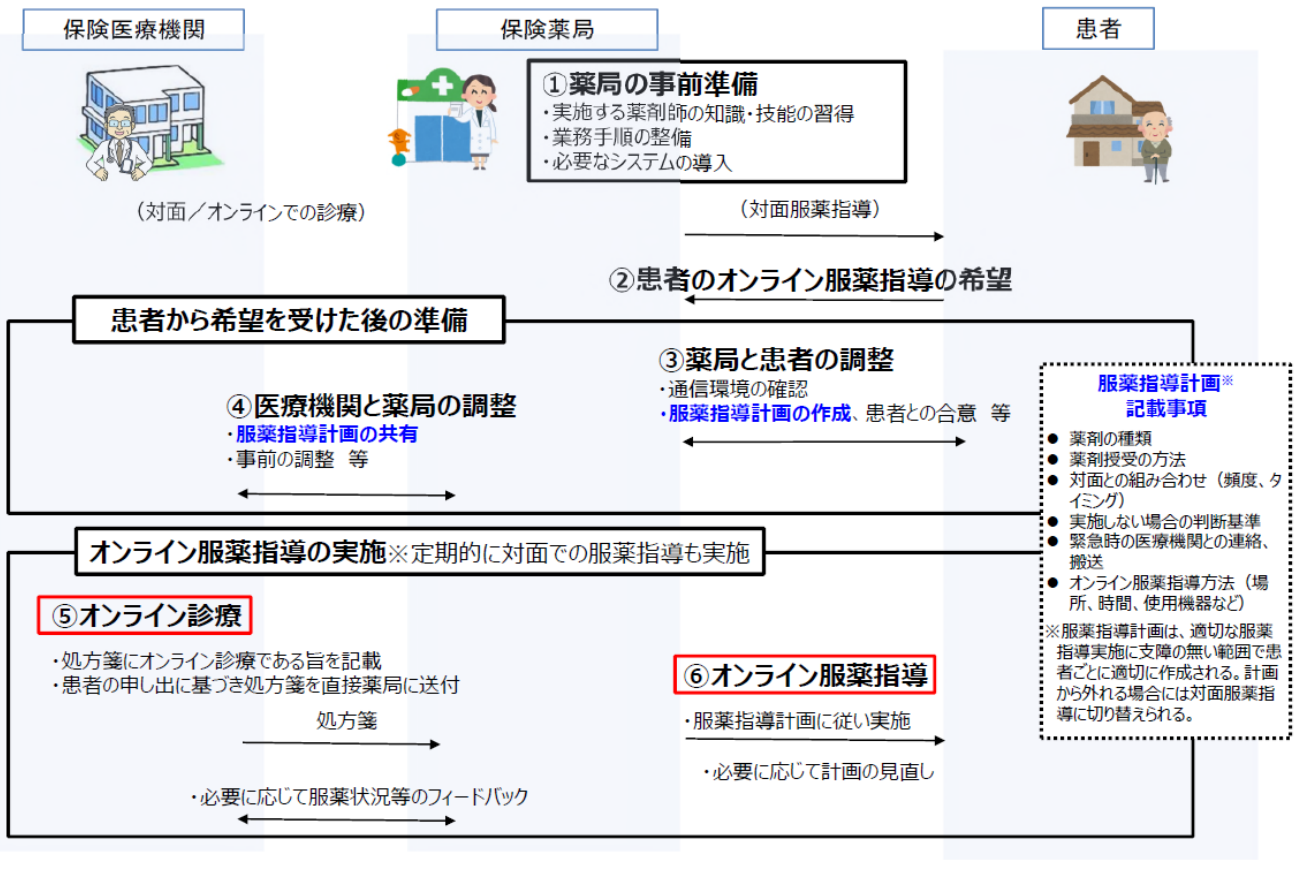 保険医療機関
保険薬局
患者
①薬局の事前準備
・実施する薬剤師の知識・技能の習得
・業務手順の整備
・必要なシステムの導入
（対面／オンラインでの診療）
（対面服薬指導）
②患者のオンライン服薬指導の希望
患者から希望を受けた後の準備
③薬局と患者の調整
・通信環境の確認
・服薬指導計画の作成、患者との合意　等
④医療機関と薬局の調整
・服薬指導計画の共有
・事前の調整　等
服薬指導計画※
記載事項
● 薬剤の種類
● 薬剤授受の方法
● 対面との組み合わせ（頻度、タ
イミング）
● 実施しない場合の判断基準
● 緊急時の医療機関との連絡、
搬送
● オンライン服薬指導方法（場
所、時間、使用機器など）
※服薬指導計画は、適切な服薬
指導実施に支障の無い範囲で患
者ごとに適切に作成される。計画
から外れる場合には対面服薬指
導に切り替えられる。
オンライン服薬指導の実施※定期的に対面での服薬指導も実施
⑤オンライン診療
・処方箋にオンライン診療である旨を記載
・患者の申し出に基づき処方箋を直接薬局に送付
処方箋
・必要に応じて服薬状況等のフィードバック
⑥オンライン服薬指導
・服薬指導計画に従い実施
・必要に応じて計画の見直し